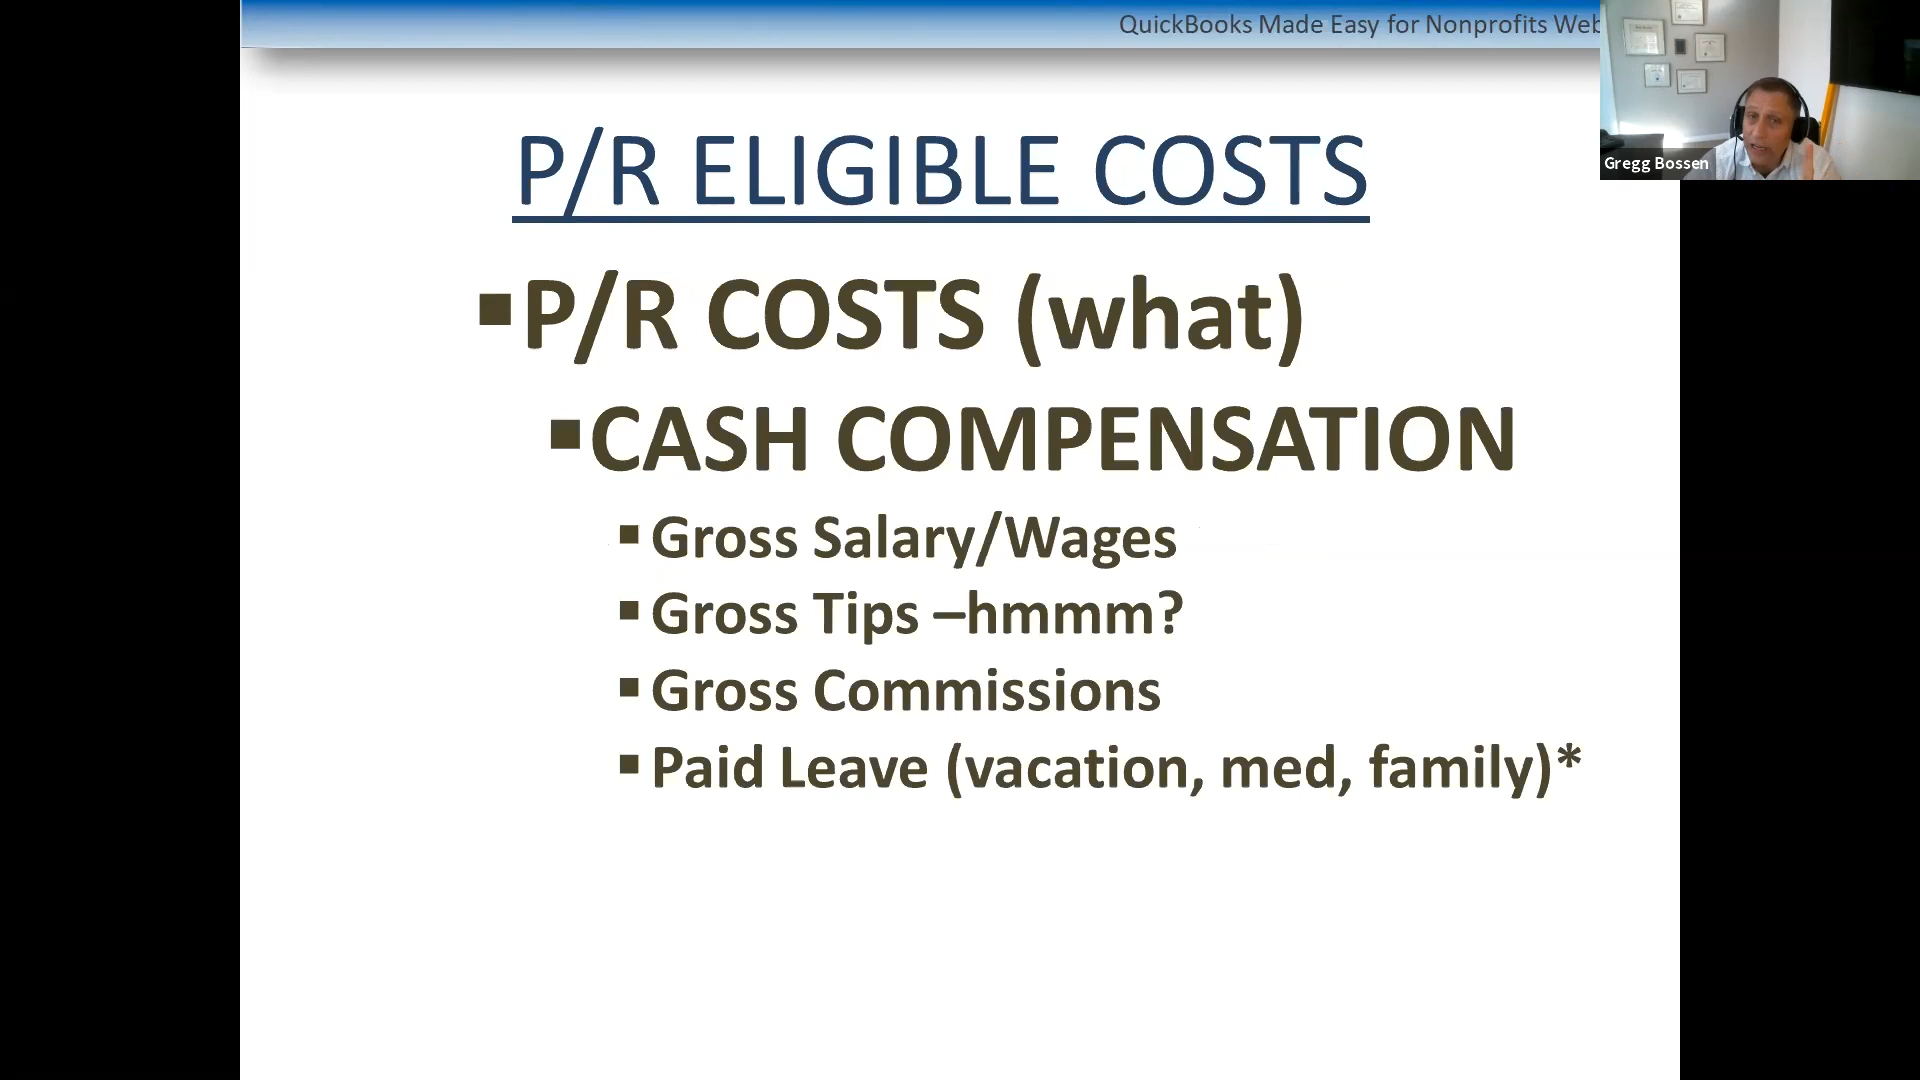 QuickBooks Made Easy for Nonprofits Web
Gregg Bossen
P/R ELIGIBLE COSTS
▪P/R COSTS (what)
▪CASH COMPENSATION
▪Gross Salary/Wages
▪Gross Tips –hmmm?
▪Gross Commissions
▪Paid Leave (vacation, med, family)*